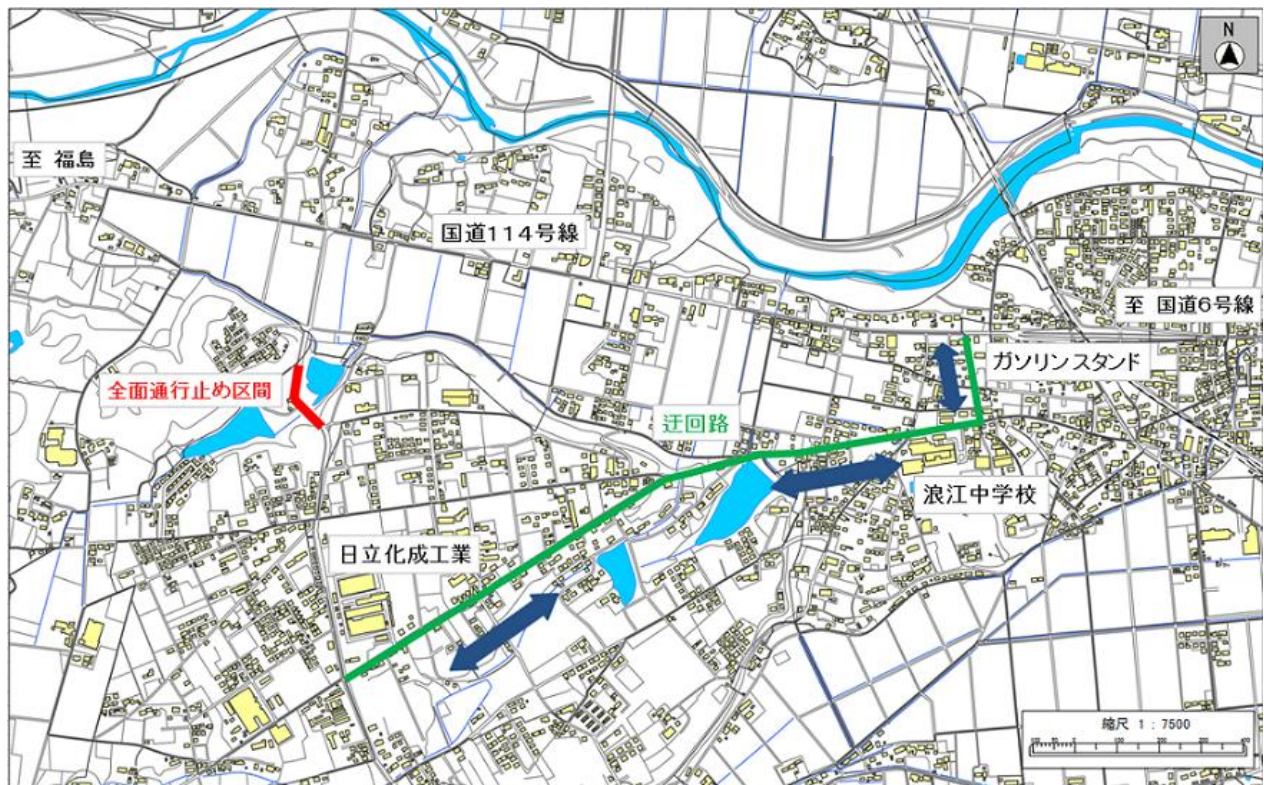 N
至 福島
国道114号線
至 国道6号線
ガソリンスタンド
全面通行止め区間
迂回路
浪江中学校
日立化成工業
縮尺 1 : 7500